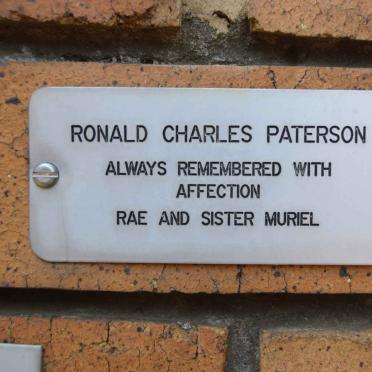 RONALD CHARLES PATERSON
ALWAYS REMEMBERED WITH
AFFECTION
RAE AND SISTER MURIEL